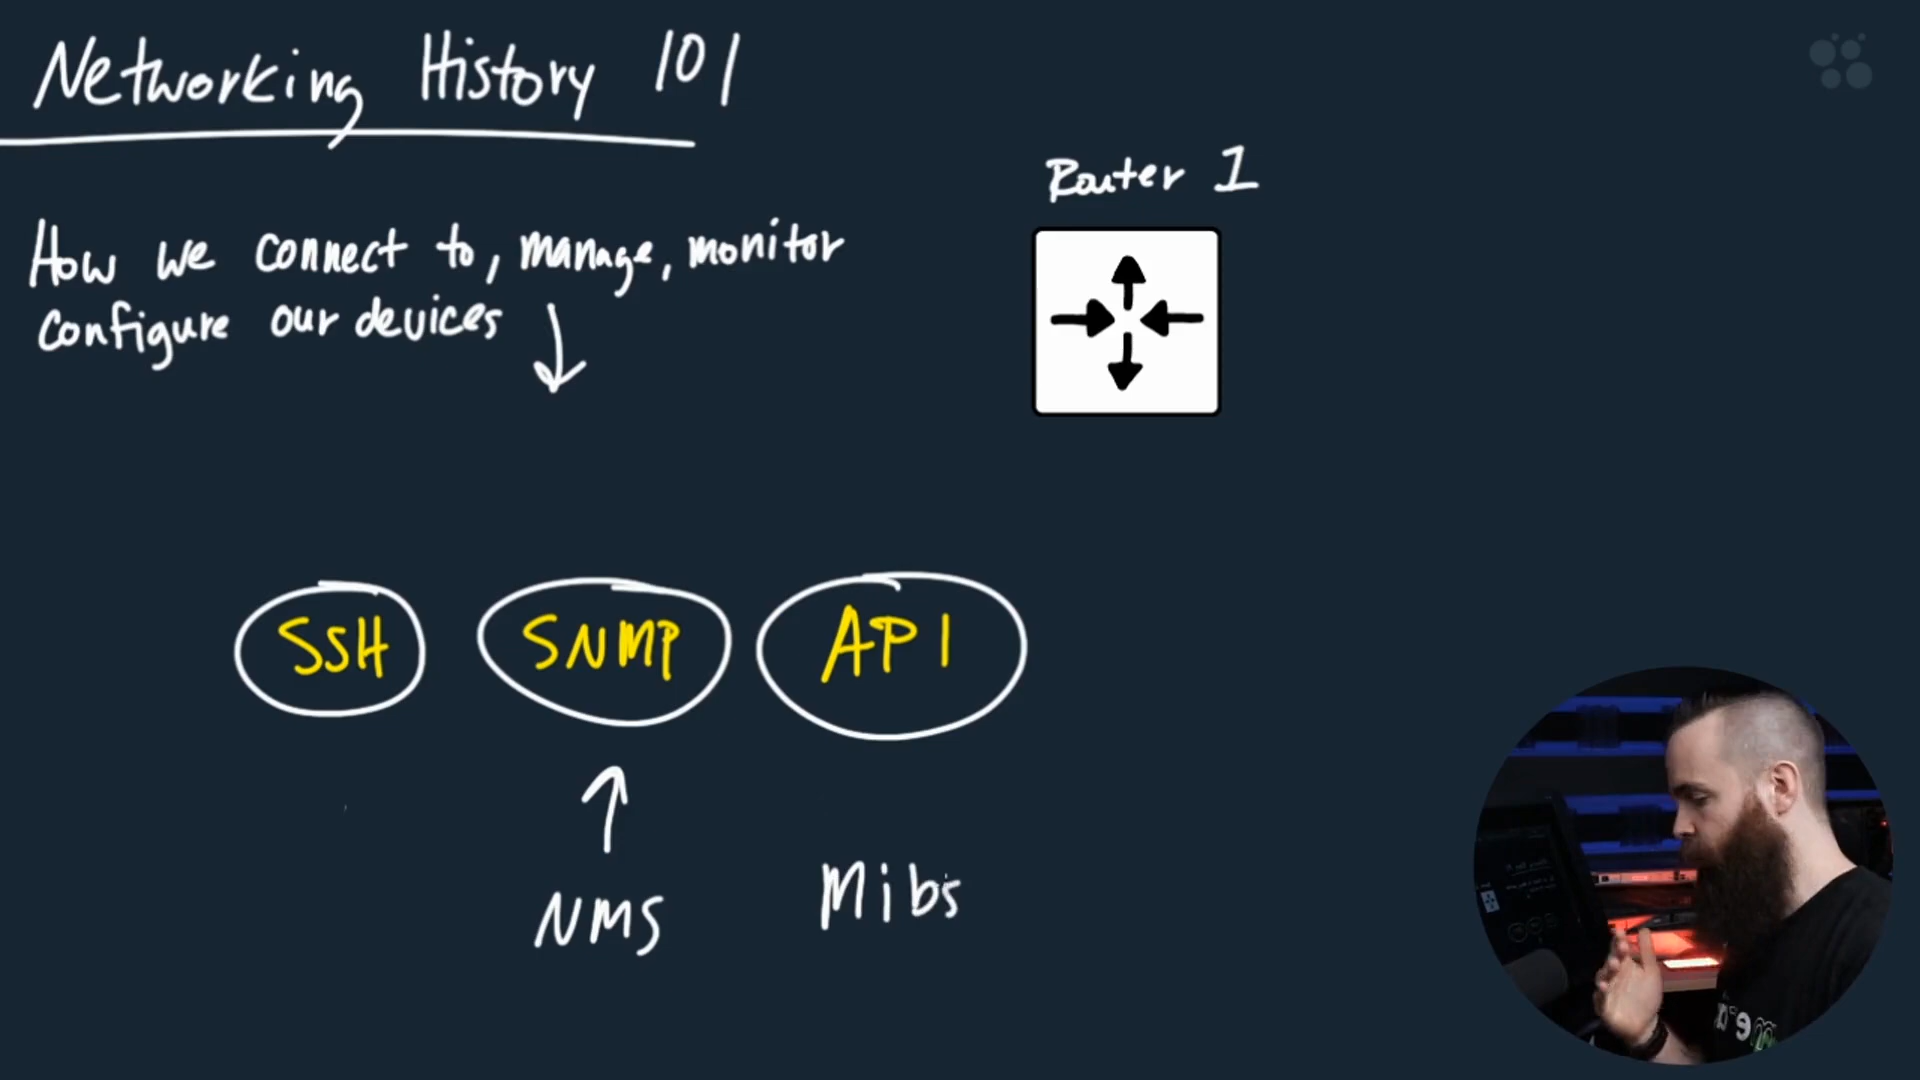 Networking History 101
How we connect to, manage, monitor
configure our devices
Router 1
SSH
SNMP
API
NMS
Mibs